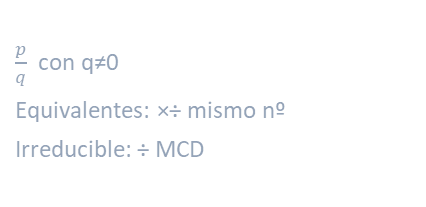 p/q con q≠0
Equivalentes: ×÷ mismo nº
Irreducible: ÷ MCD